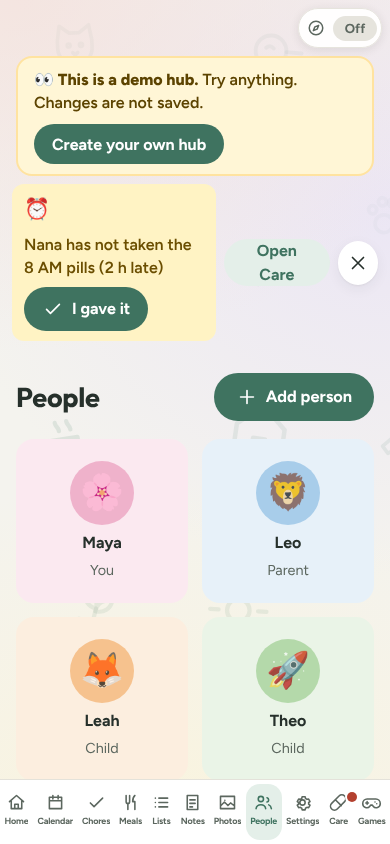 Off
This is a demo hub. Try anything.
Changes are not saved.
Create your own hub
Nana has not taken the
8 AM pills (2 h late)
I gave it
Open
Care
People
Add person
Maya
You
Leo
Parent
Leah
Child
Theo
Child
Home Calendar Chores Meals Lists Notes Photos People Settings Care Games